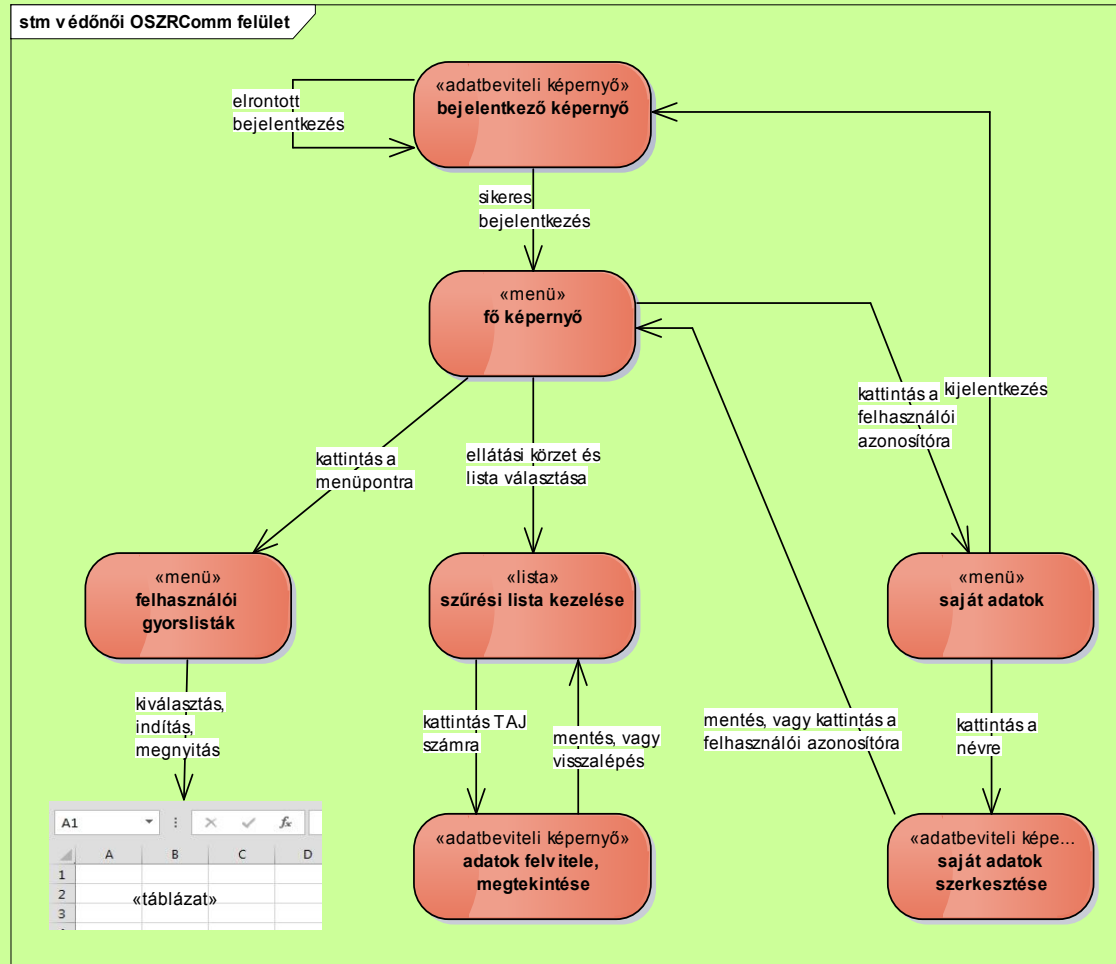 stm védőnői OSZRComm felület
«adatbeviteli képernyő»
bejelentkező képernyő
elrontott
bejelentkezés
sikeres
bejelentkezés
«menü»
fő képernyő
kattintás a
felhasználói
azonosítóra
kijelentkezés
kattintás a
menüpontra
ellátási körzet és
lista választása
«menü»
felhasználói
gyorslisták
«lista»
szűrési lista kezelése
«menü»
saját adatok
kiválasztás,
indítás,
megnyitás
kattintás TAJ
számra
mentés, vagy
visszalépés
mentés, vagy kattintás a
felhasználói azonosítóra
kattintás a
névre
A1 fx
A B C D
1
2
3
«táblázat»
«adatbeviteli képernyő»
adatok felvitele,
megtekintése
«adatbeviteli képe...
saját adatok
szerkesztése